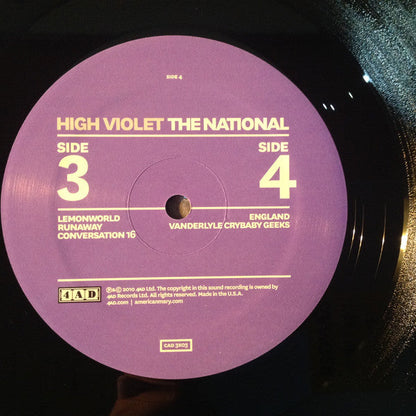 SIDE 4
HIGH VIOLET THE NATIONAL
SIDE SIDE
3 4
LEMONWORLD ENGLAND
RUNAWAY VANDERLYLE CRYBABY GEEKS
CONVERSATION 16
4AD
℗&© 2010 4AD Ltd. The copyright in this sound recording is owned by
4AD Records Ltd. All rights reserved. Made in the U.S.A.
4AD.com | americanmary.com
CAD 3X03